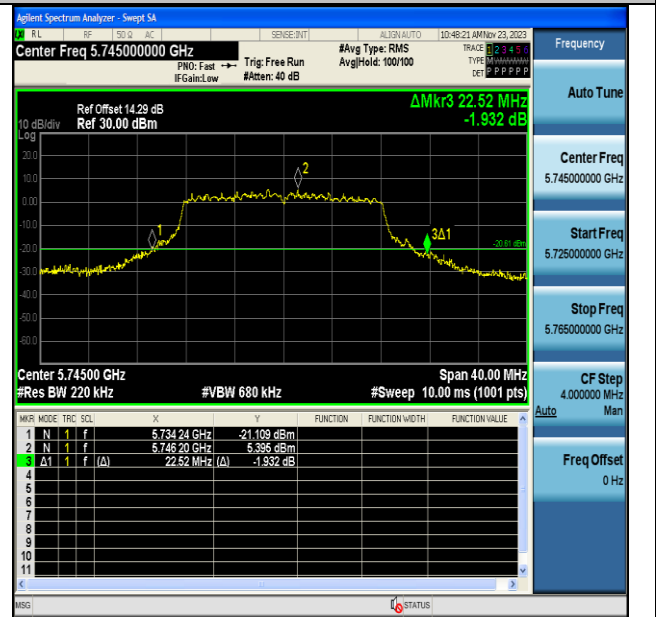 Agilent Spectrum Analyzer - Swept SA
RL RF 50 Ω AC SENSE:INT ALIGN AUTO 10:48:21 AM Nov 23, 2023
Center Freq 5.745000000 GHz #Avg Type: RMS TRACE 1 2 3 4 5 6
PNO: Fast Trig: Free Run Avg|Hold: 100/100 TYPE M
IFGain:Low #Atten: 40 dB DET P P P P P P
Ref Offset 14.29 dB ΔMkr3 22.52 MHz
10 dB/div Ref 30.00 dBm -1.932 dB
Log
20.0
10.0
0.00
-10.0
-20.0
-30.0
-40.0
-50.0
-60.0
2
1
3Δ1
-20.61 dBm
Center 5.74500 GHz Span 40.00 MHz
#Res BW 220 kHz #VBW 680 kHz #Sweep 10.00 ms (1001 pts)
MKR MODE TRC SCL X Y FUNCTION FUNCTION WIDTH FUNCTION VALUE
1 N 1 f 5.734 24 GHz -21.109 dBm
2 N 1 f 5.746 20 GHz 5.395 dBm
3 Δ1 1 f (Δ) 22.52 MHz (Δ) -1.932 dB
4
5
6
7
8
9
10
11
MSG STATUS
Frequency
Auto Tune
Center Freq
5.745000000 GHz
Start Freq
5.725000000 GHz
Stop Freq
5.765000000 GHz
CF Step
4.000000 MHz
Auto Man
Freq Offset
0 Hz